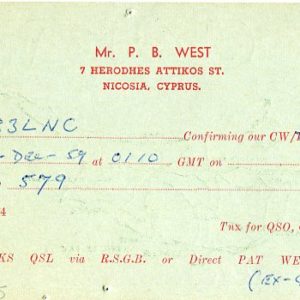 Mr. P. B. WEST
7 HERODHES ATTIKOS ST.
NICOSIA, CYPRUS.
3LNC Confirming our CW/
DEC - 59 at 0110 GMT on
579
4
TNX for QSO,
KS QSL via R.S.G.B. or Direct PAT WE
(EX-